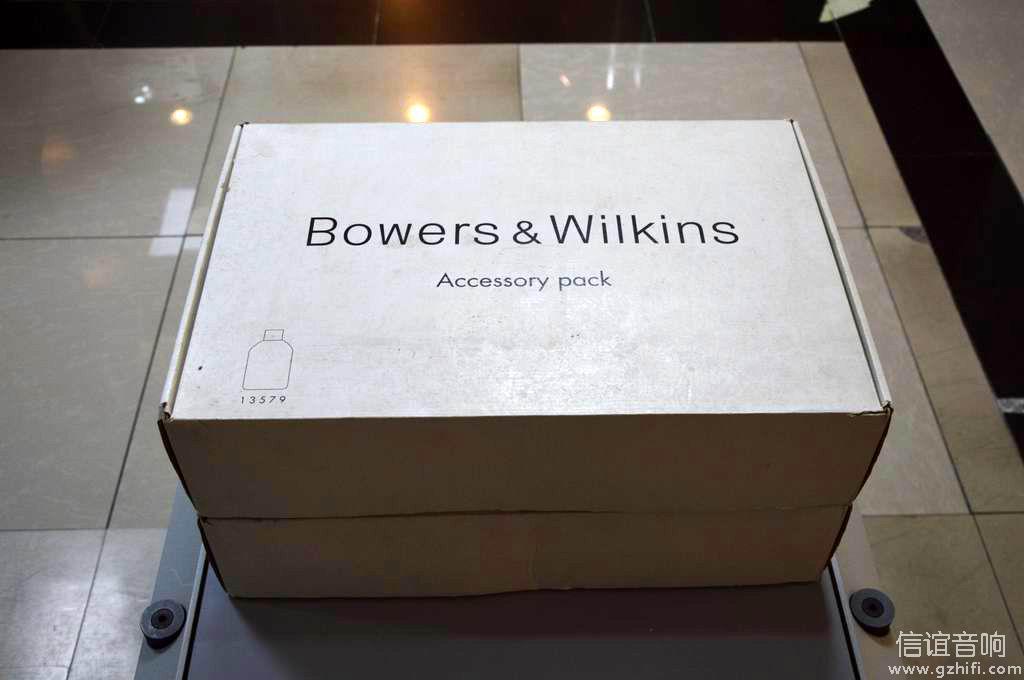 Bowers & Wilkins
Accessory pack
13579
信谊音响
www.gzhifi.com